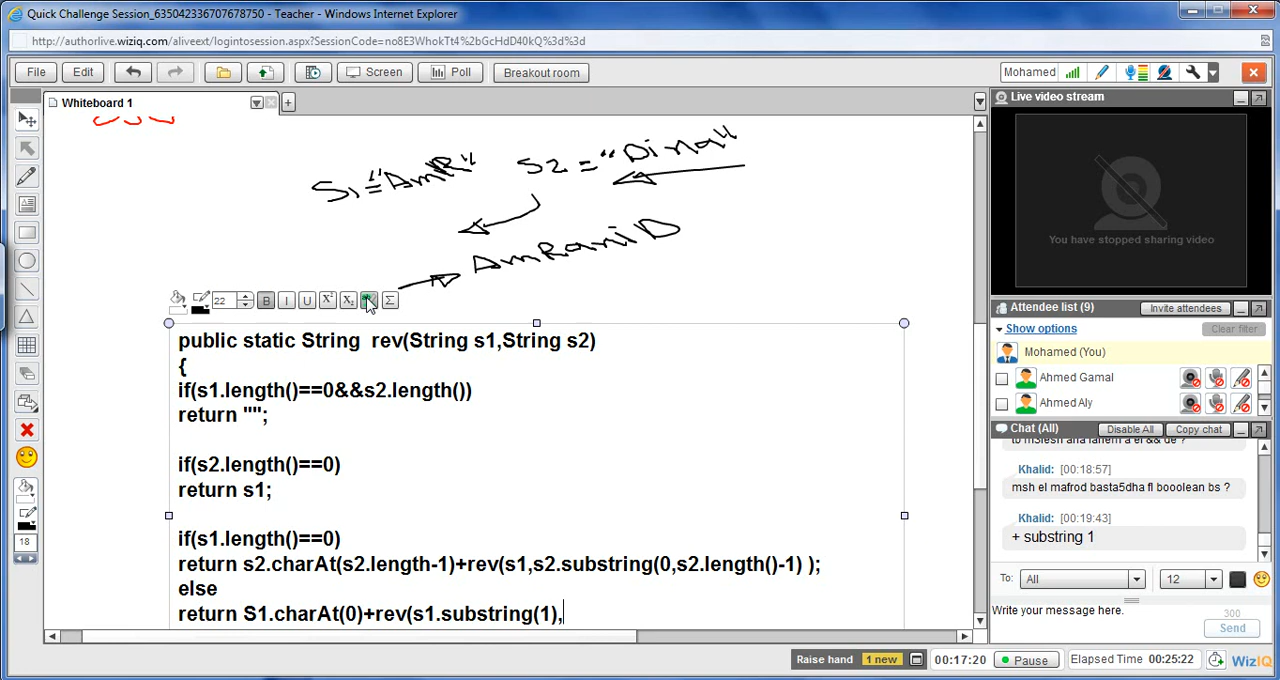 Quick Challenge Session_635042336707678750 - Teacher - Windows Internet Explorer
http://authorlive.wiziq.com/aliveext/logintosession.aspx?SessionCode=no8E3WhokTt4%2bGcHdD40kQ%3d%3d
File Edit Screen Poll Breakout room Mohamed
Whiteboard 1
Live video stream
You have stopped sharing video
S1="AmR" S2="Dina"
AmRaniD
22 B I U X² X₂ Σ
public static String rev(String s1,String s2)
{
if(s1.length()==0&&s2.length())
return "";
if(s2.length()==0)
return s1;
if(s1.length()==0)
return s2.charAt(s2.length-1)+rev(s1,s2.substring(0,s2.length()-1) );
else
return S1.charAt(0)+rev(s1.substring(1),
18
Attendee list (9) Invite attendees
Show options Clear filter
Mohamed (You)
Ahmed Gamal
Ahmed Aly
Chat (All) Disable All Copy chat
Khalid: [00:18:57]
msh el mafrod basta5dha fl booolean bs ?
Khalid: [00:19:43]
+ substring 1
To: All 12
Write your message here.
300
Send
Raise hand 1 new 00:17:20 Pause Elapsed Time 00:25:22 WizIQ